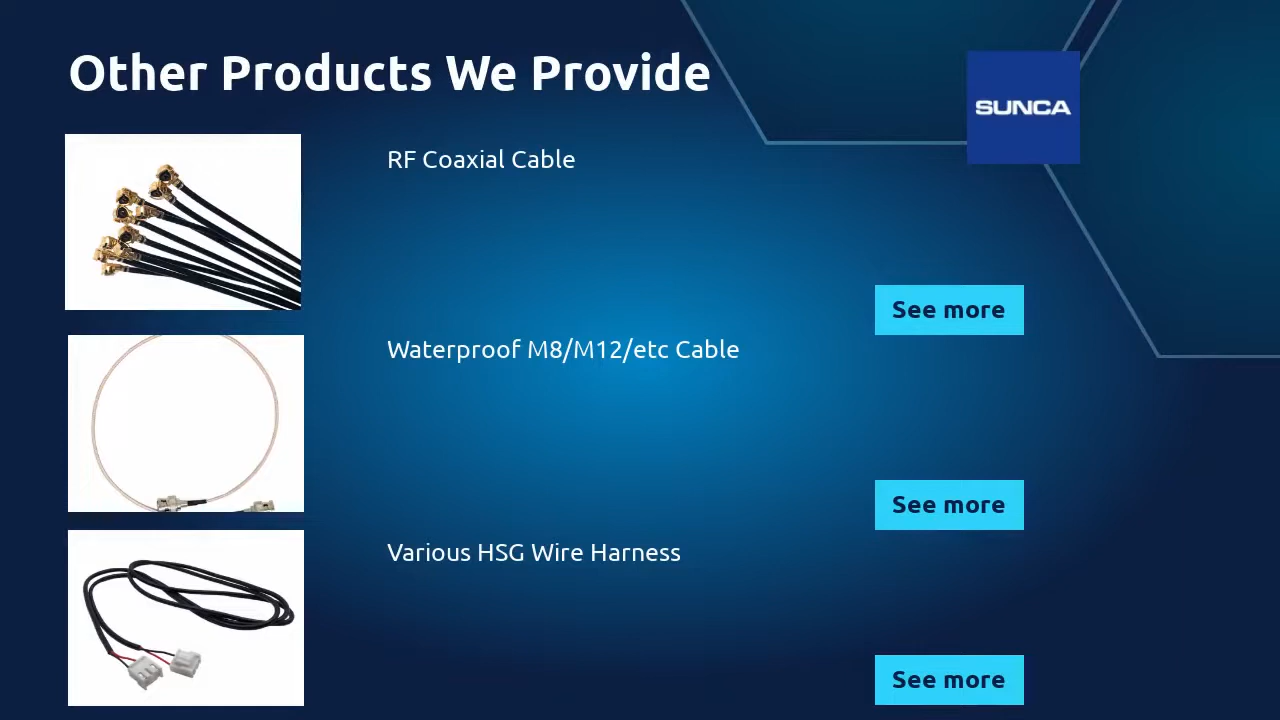 Other Products We Provide
SUNCA
RF Coaxial Cable
See more
Waterproof M8/M12/etc Cable
See more
Various HSG Wire Harness
See more